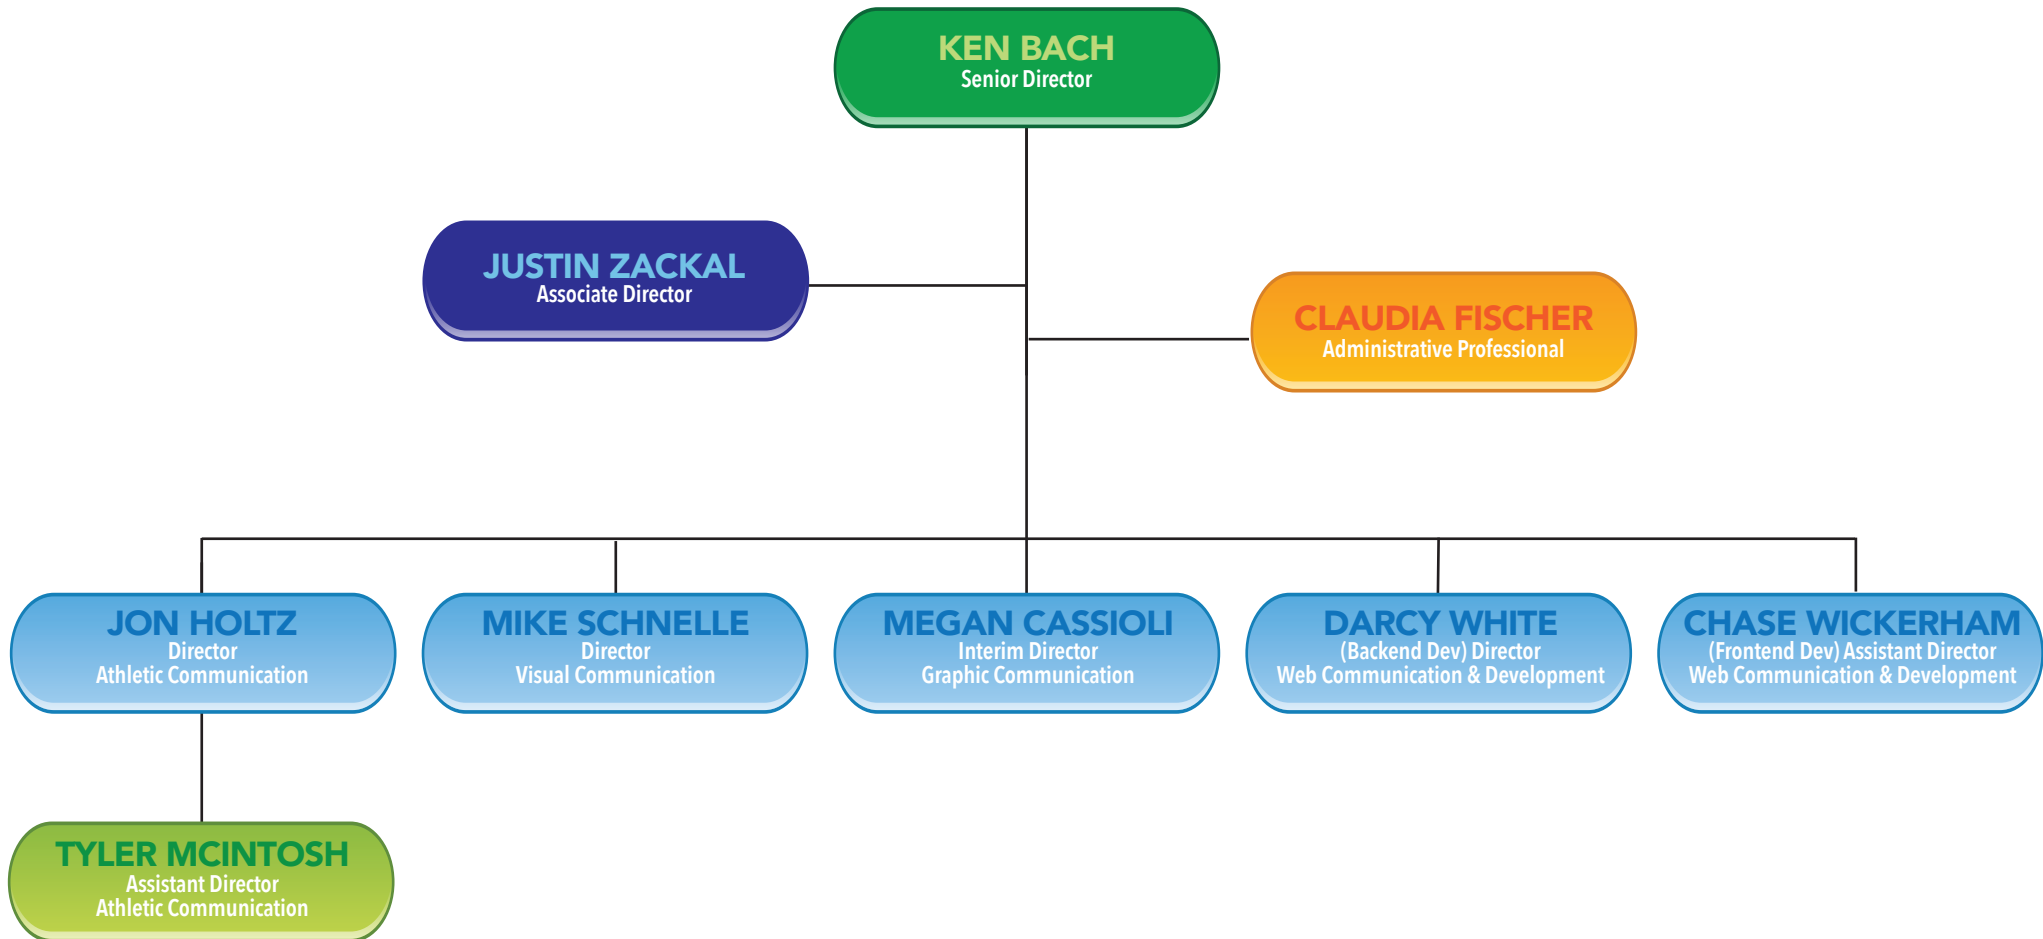 KEN BACH
Senior Director
JUSTIN ZACKAL
Associate Director
CLAUDIA FISCHER
Administrative Professional
JON HOLTZ
Director
Athletic Communication
MIKE SCHNELLE
Director
Visual Communication
MEGAN CASSIOLI
Interim Director
Graphic Communication
DARCY WHITE
(Backend Dev) Director
Web Communication & Development
CHASE WICKERHAM
(Frontend Dev) Assistant Director
Web Communication & Development
TYLER MCINTOSH
Assistant Director
Athletic Communication